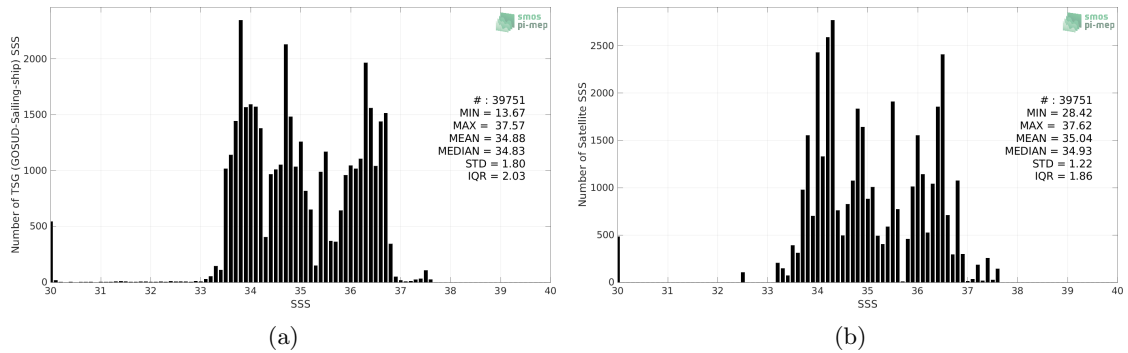 smos
pi-mep
Number of TSG (GOSUD-Sailing-ship) SSS
2000
1500
1000
500
0
# : 39751
MIN = 13.67
MAX = 37.57
MEAN = 34.88
MEDIAN = 34.83
STD = 1.80
IQR = 2.03
30 31 32 33 34 35 36 37 38 39 40
SSS
(a)
smos
pi-mep
Number of Satellite SSS
2500
2000
1500
1000
500
0
# : 39751
MIN = 28.42
MAX = 37.62
MEAN = 35.04
MEDIAN = 34.93
STD = 1.22
IQR = 1.86
30 31 32 33 34 35 36 37 38 39 40
SSS
(b)